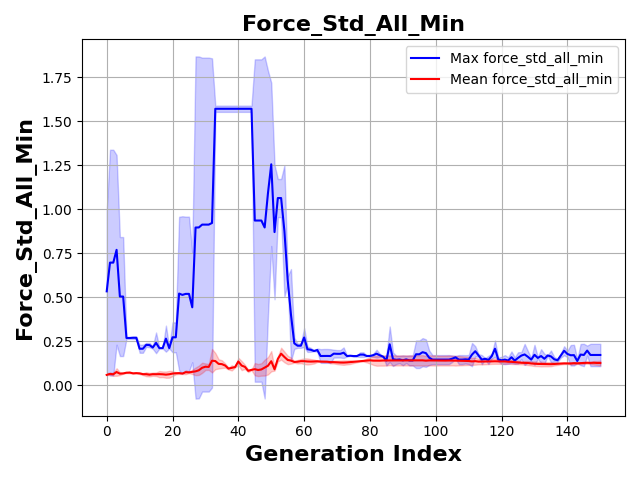 Force_Std_All_Min
Max force_std_all_min
Mean force_std_all_min
Force_Std_All_Min
1.75
1.50
1.25
1.00
0.75
0.50
0.25
0.00
0 20 40 60 80 100 120 140
Generation Index